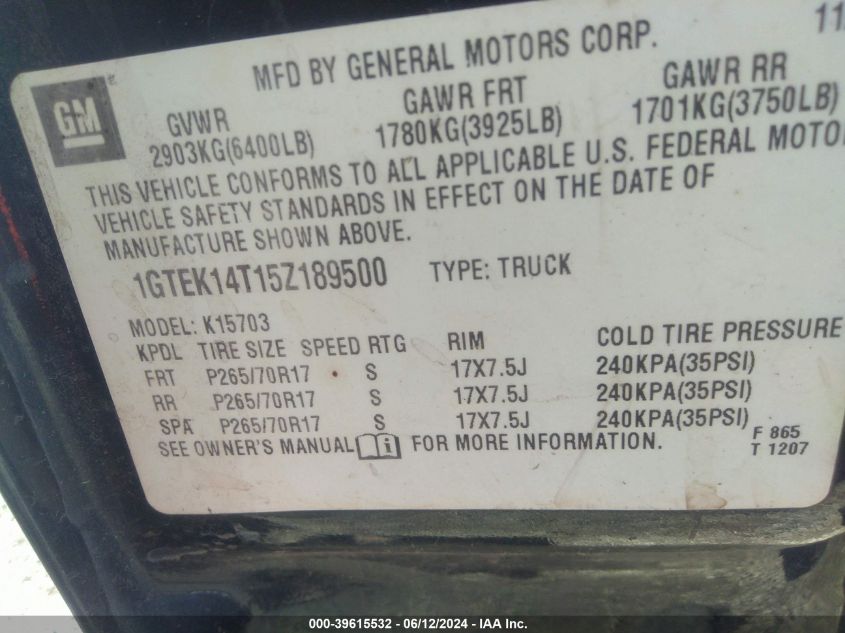 MFD BY GENERAL MOTORS CORP. 11
GM
GVWR GAWR FRT GAWR RR
2903KG(6400LB) 1780KG(3925LB) 1701KG(3750LB)
THIS VEHICLE CONFORMS TO ALL APPLICABLE U.S. FEDERAL MOTO
VEHICLE SAFETY STANDARDS IN EFFECT ON THE DATE OF
MANUFACTURE SHOWN ABOVE.
1GTEK14T15Z189500 TYPE: TRUCK
MODEL: K15703
KPDL TIRE SIZE SPEED RTG RIM COLD TIRE PRESSURE
FRT P265/70R17 S 17X7.5J 240KPA(35PSI)
RR P265/70R17 S 17X7.5J 240KPA(35PSI)
SPA P265/70R17 S 17X7.5J 240KPA(35PSI)
SEE OWNER'S MANUAL i FOR MORE INFORMATION.
F 865
T 1207
000-39615532 - 06/12/2024 - IAA Inc.